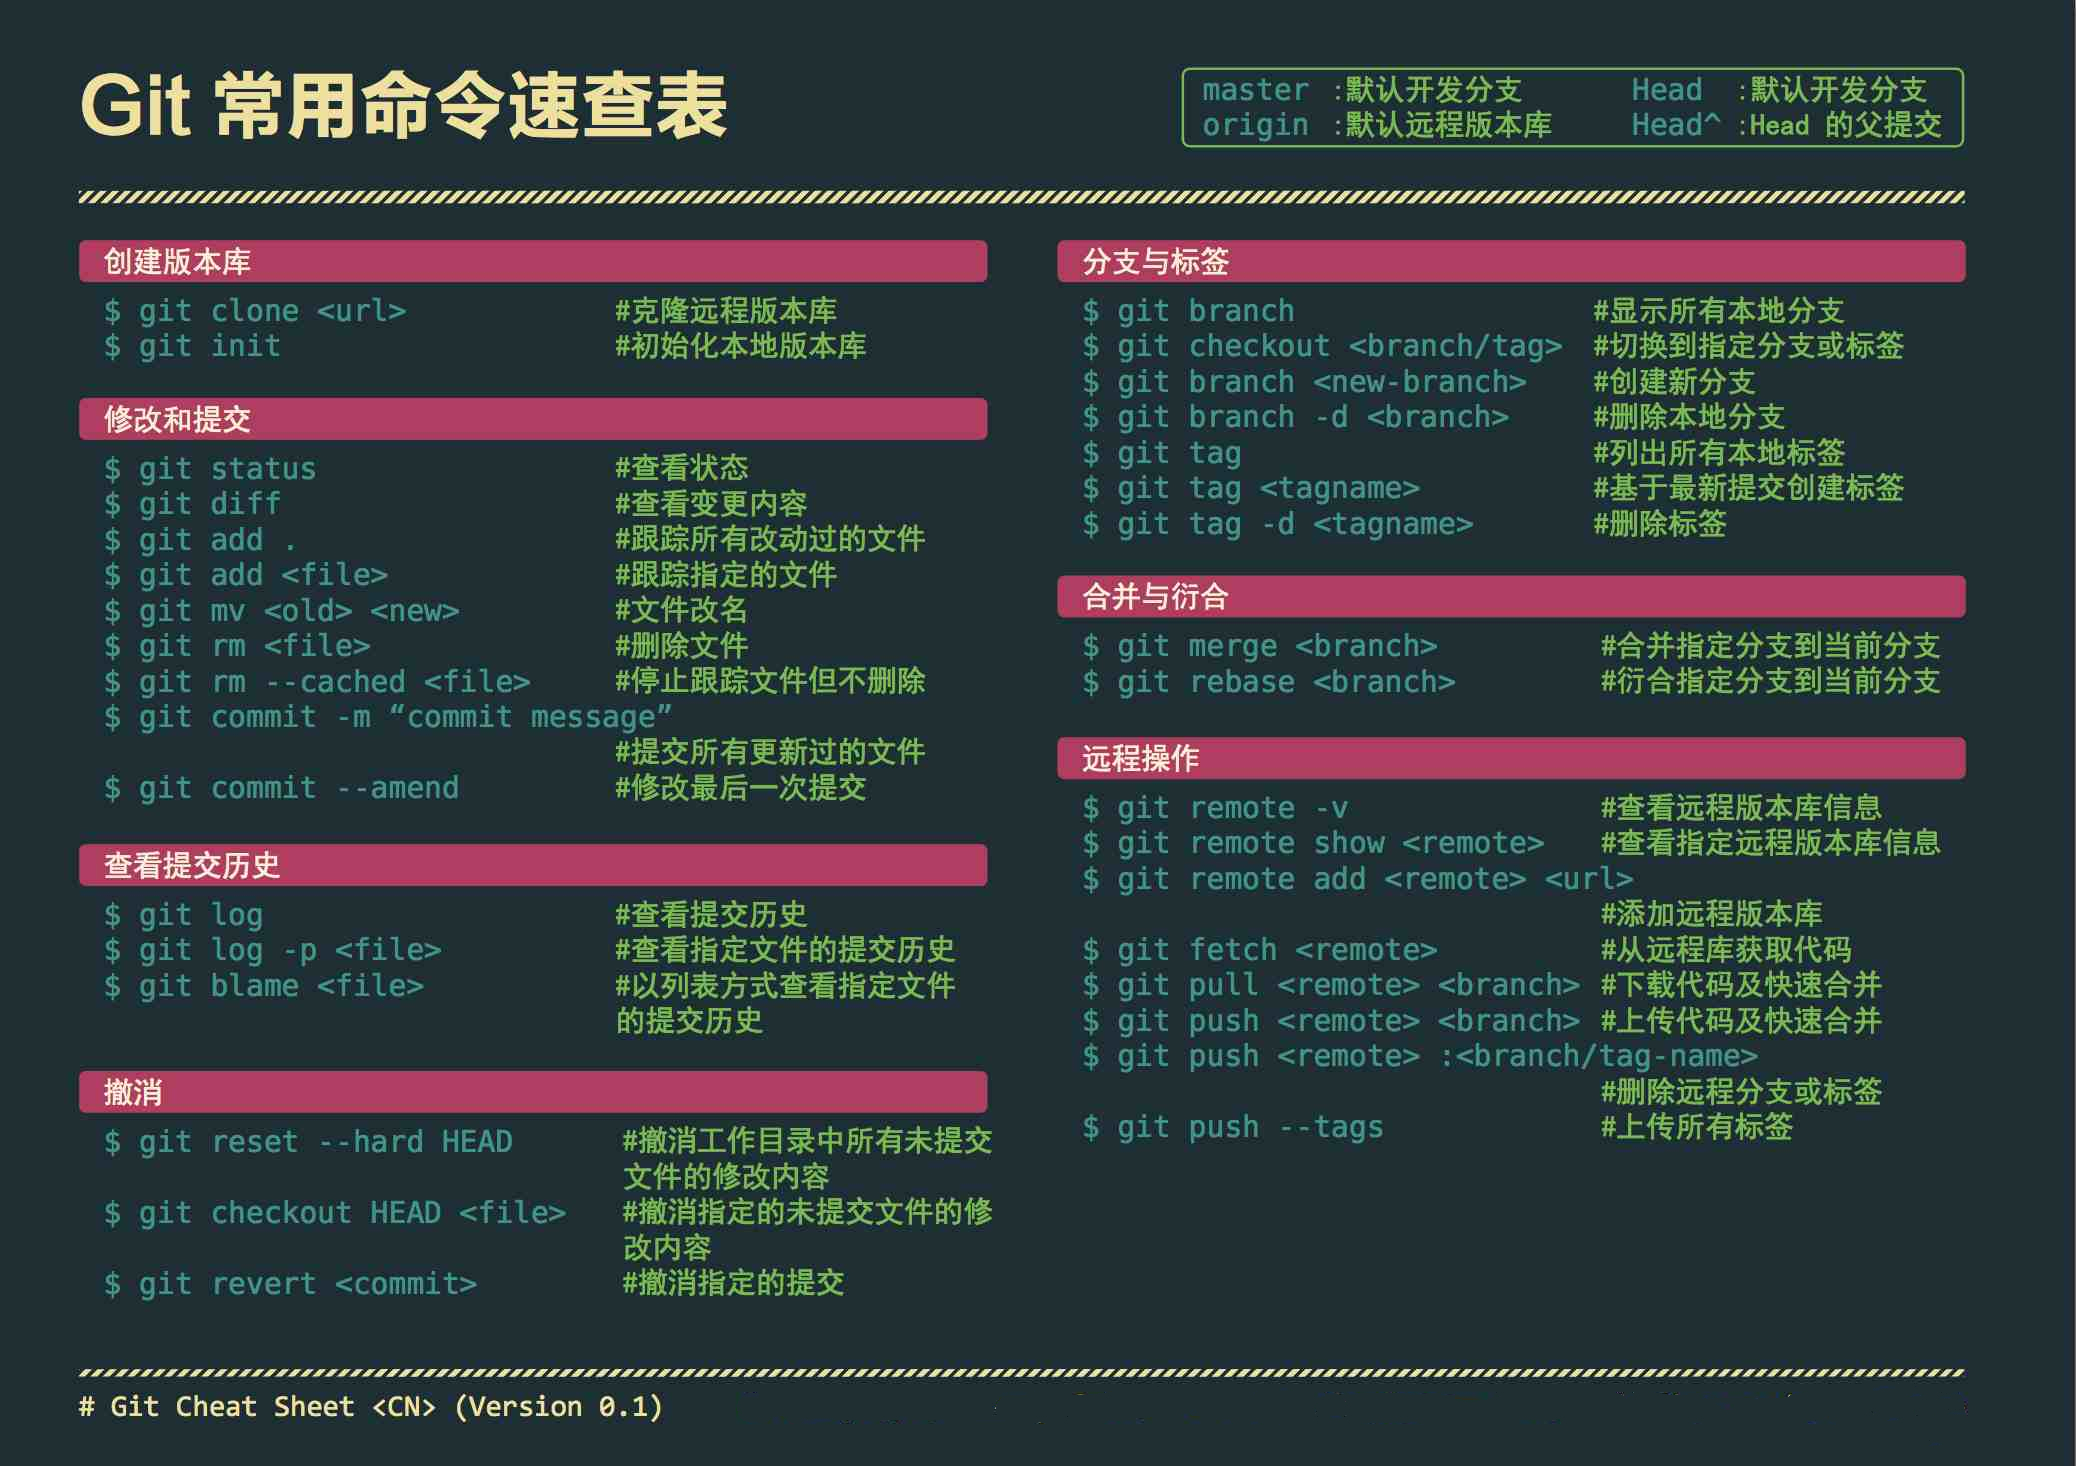 Git 常用命令速查表
master :默认开发分支 Head :默认开发分支
origin :默认远程版本库 Head^ :Head 的父提交
创建版本库
$ git clone <url> #克隆远程版本库
$ git init #初始化本地版本库
修改和提交
$ git status #查看状态
$ git diff #查看变更内容
$ git add . #跟踪所有改动过的文件
$ git add <file> #跟踪指定的文件
$ git mv <old> <new> #文件改名
$ git rm <file> #删除文件
$ git rm --cached <file> #停止跟踪文件但不删除
$ git commit -m “commit message”
#提交所有更新过的文件
$ git commit --amend #修改最后一次提交
查看提交历史
$ git log #查看提交历史
$ git log -p <file> #查看指定文件的提交历史
$ git blame <file> #以列表方式查看指定文件
的提交历史
撤消
$ git reset --hard HEAD #撤消工作目录中所有未提交
文件的修改内容
$ git checkout HEAD <file> #撤消指定的未提交文件的修
改内容
$ git revert <commit> #撤消指定的提交
分支与标签
$ git branch #显示所有本地分支
$ git checkout <branch/tag> #切换到指定分支或标签
$ git branch <new-branch> #创建新分支
$ git branch -d <branch> #删除本地分支
$ git tag #列出所有本地标签
$ git tag <tagname> #基于最新提交创建标签
$ git tag -d <tagname> #删除标签
合并与衍合
$ git merge <branch> #合并指定分支到当前分支
$ git rebase <branch> #衍合指定分支到当前分支
远程操作
$ git remote -v #查看远程版本库信息
$ git remote show <remote> #查看指定远程版本库信息
$ git remote add <remote> <url>
#添加远程版本库
$ git fetch <remote> #从远程库获取代码
$ git pull <remote> <branch> #下载代码及快速合并
$ git push <remote> <branch> #上传代码及快速合并
$ git push <remote> :<branch/tag-name>
#删除远程分支或标签
$ git push --tags #上传所有标签
# Git Cheat Sheet <CN> (Version 0.1)